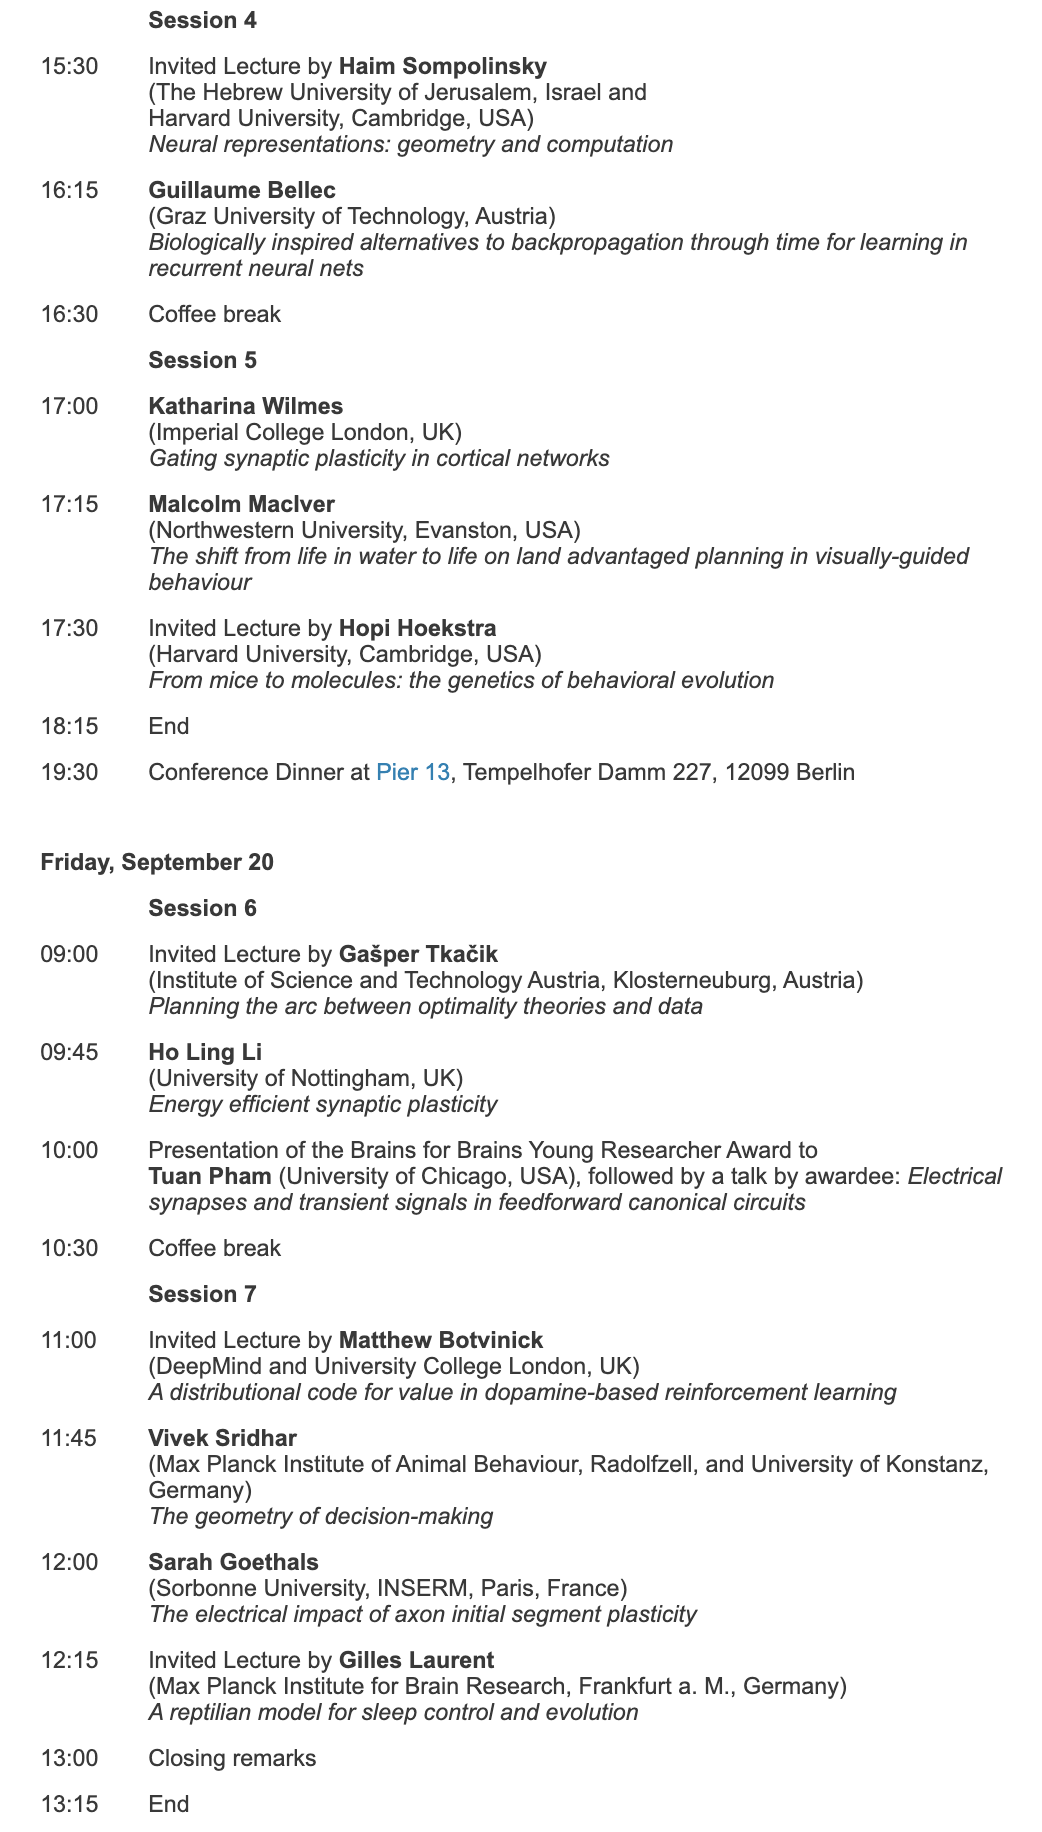 Session 4
15:30 Invited Lecture by Haim Sompolinsky
(The Hebrew University of Jerusalem, Israel and
Harvard University, Cambridge, USA)
Neural representations: geometry and computation
16:15 Guillaume Bellec
(Graz University of Technology, Austria)
Biologically inspired alternatives to backpropagation through time for learning in
recurrent neural nets
16:30 Coffee break
Session 5
17:00 Katharina Wilmes
(Imperial College London, UK)
Gating synaptic plasticity in cortical networks
17:15 Malcolm MacIver
(Northwestern University, Evanston, USA)
The shift from life in water to life on land advantaged planning in visually-guided
behaviour
17:30 Invited Lecture by Hopi Hoekstra
(Harvard University, Cambridge, USA)
From mice to molecules: the genetics of behavioral evolution
18:15 End
19:30 Conference Dinner at Pier 13, Tempelhofer Damm 227, 12099 Berlin
Friday, September 20
Session 6
09:00 Invited Lecture by Gašper Tkačik
(Institute of Science and Technology Austria, Klosterneuburg, Austria)
Planning the arc between optimality theories and data
09:45 Ho Ling Li
(University of Nottingham, UK)
Energy efficient synaptic plasticity
10:00 Presentation of the Brains for Brains Young Researcher Award to
Tuan Pham (University of Chicago, USA), followed by a talk by awardee: Electrical
synapses and transient signals in feedforward canonical circuits
10:30 Coffee break
Session 7
11:00 Invited Lecture by Matthew Botvinick
(DeepMind and University College London, UK)
A distributional code for value in dopamine-based reinforcement learning
11:45 Vivek Sridhar
(Max Planck Institute of Animal Behaviour, Radolfzell, and University of Konstanz,
Germany)
The geometry of decision-making
12:00 Sarah Goethals
(Sorbonne University, INSERM, Paris, France)
The electrical impact of axon initial segment plasticity
12:15 Invited Lecture by Gilles Laurent
(Max Planck Institute for Brain Research, Frankfurt a. M., Germany)
A reptilian model for sleep control and evolution
13:00 Closing remarks
13:15 End